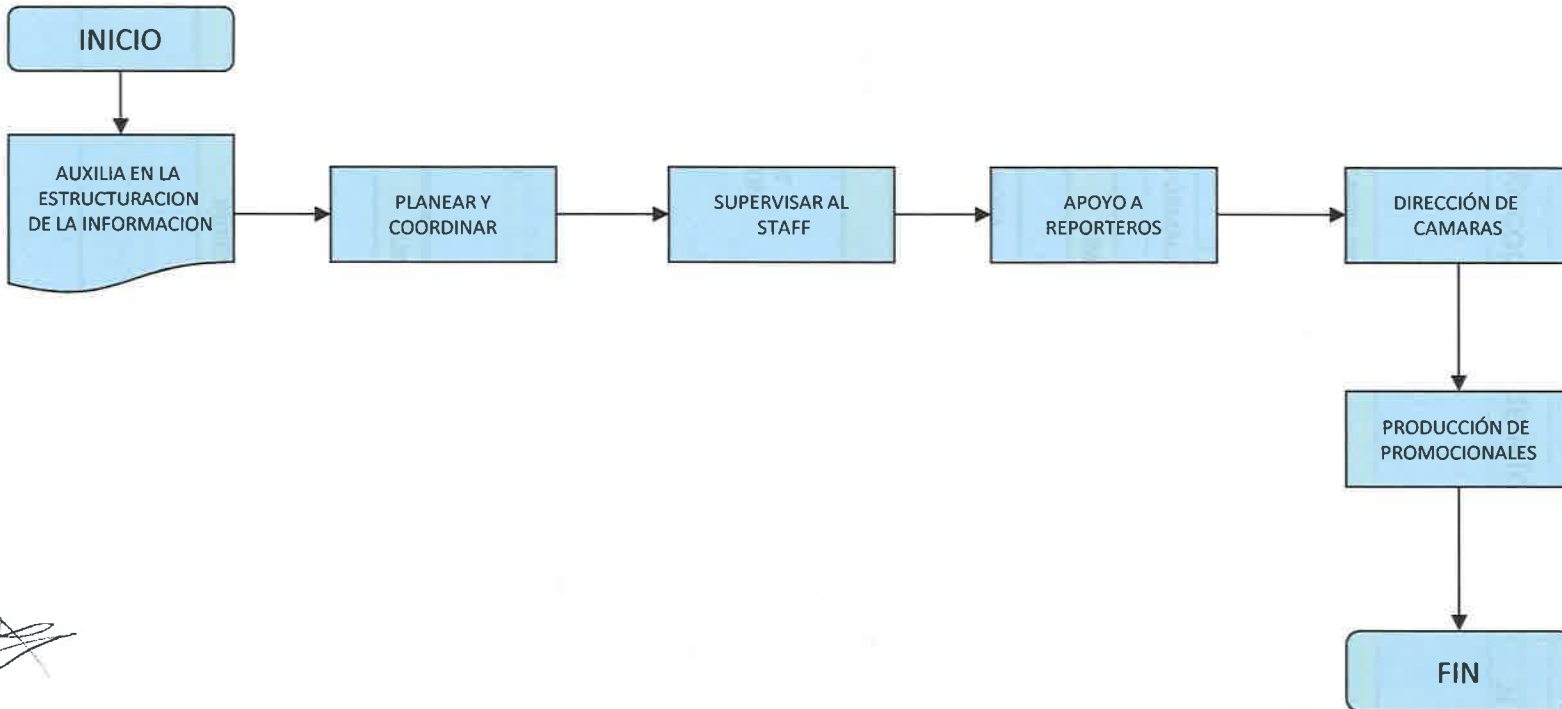 INICIO
AUXILIA EN LA
ESTRUCTURACION
DE LA INFORMACION
PLANEAR Y
COORDINAR
SUPERVISAR AL
STAFF
APOYO A
REPORTEROS
DIRECCIÓN DE
CAMARAS
PRODUCCIÓN DE
PROMOCIONALES
FIN